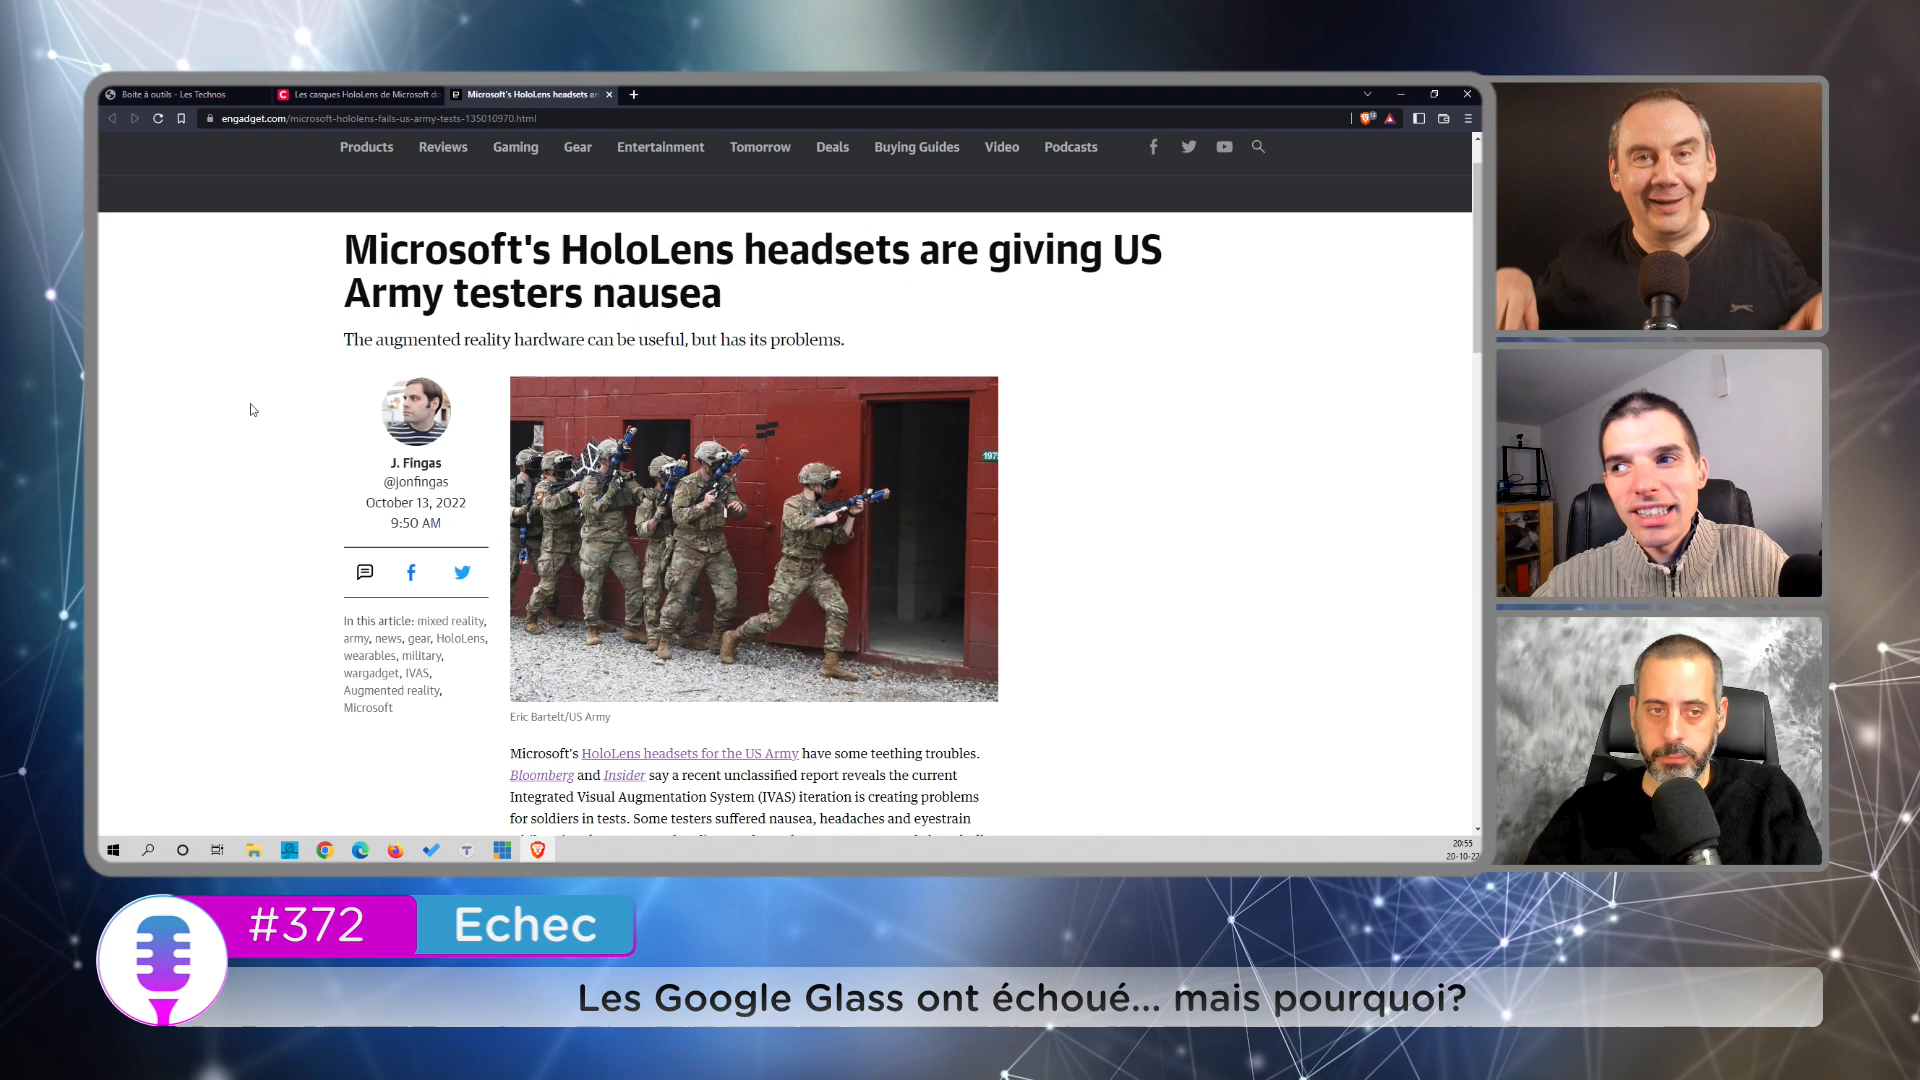 Boite à outils - Les Technos
Les casques HoloLens de Microsoft do
Microsoft's HoloLens headsets are
engadget.com/microsoft-hololens-fails-us-army-tests-135010970.html
Products Reviews Gaming Gear Entertainment Tomorrow Deals Buying Guides Video Podcasts
Microsoft's HoloLens headsets are giving US
Army testers nausea
The augmented reality hardware can be useful, but has its problems.
J. Fingas
@jonfingas
October 13, 2022
9:50 AM
In this article: mixed reality,
army, news, gear, HoloLens,
wearables, military,
wargadget, IVAS,
Augmented reality,
Microsoft
197
Eric Bartelt/US Army
Microsoft's HoloLens headsets for the US Army have some teething troubles.
Bloomberg and Insider say a recent unclassified report reveals the current
Integrated Visual Augmentation System (IVAS) iteration is creating problems
for soldiers in tests. Some testers suffered nausea, headaches and eyestrain
20:55
20-10-22
#372 Echec
Les Google Glass ont échoué... mais pourquoi?